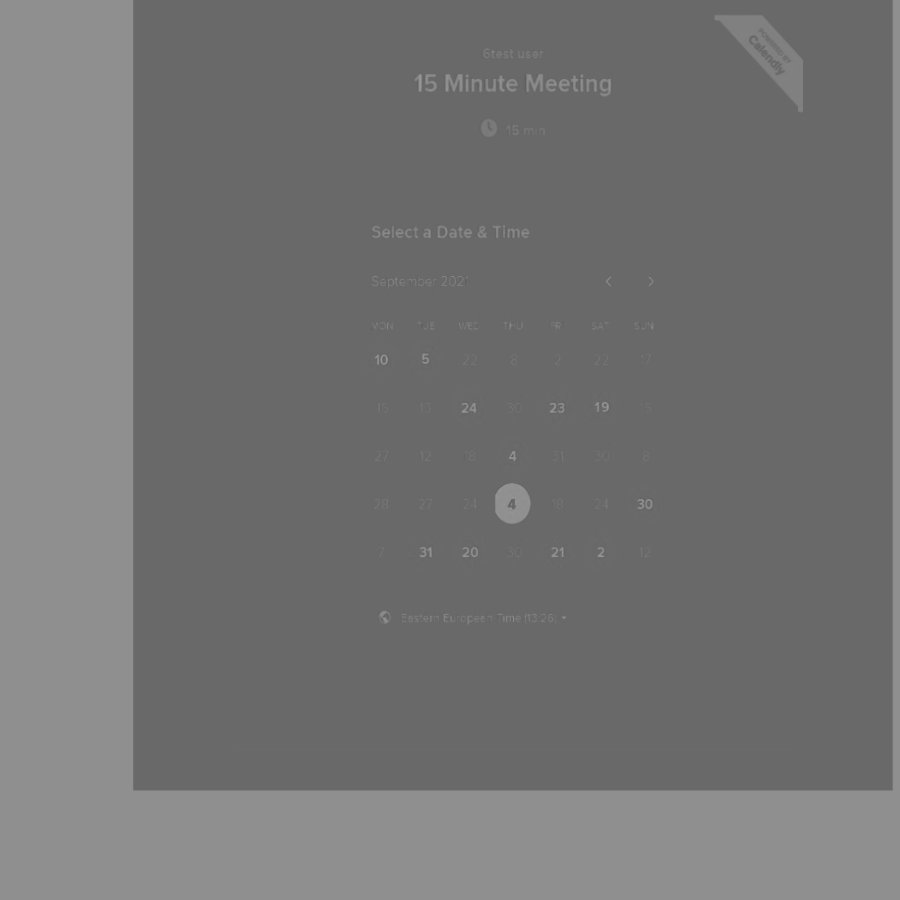 POWERED BY
Calendly
6test user
15 Minute Meeting
15 min
Select a Date & Time
September 2021
MON TUE WED THU FRI SAT SUN
10 5 22 8 2 22 17
15 13 24 30 23 19 15
27 12 18 4 31 30 8
28 27 24 4 18 24 30
7 31 20 30 21 2 12
Eastern European Time (13:26)